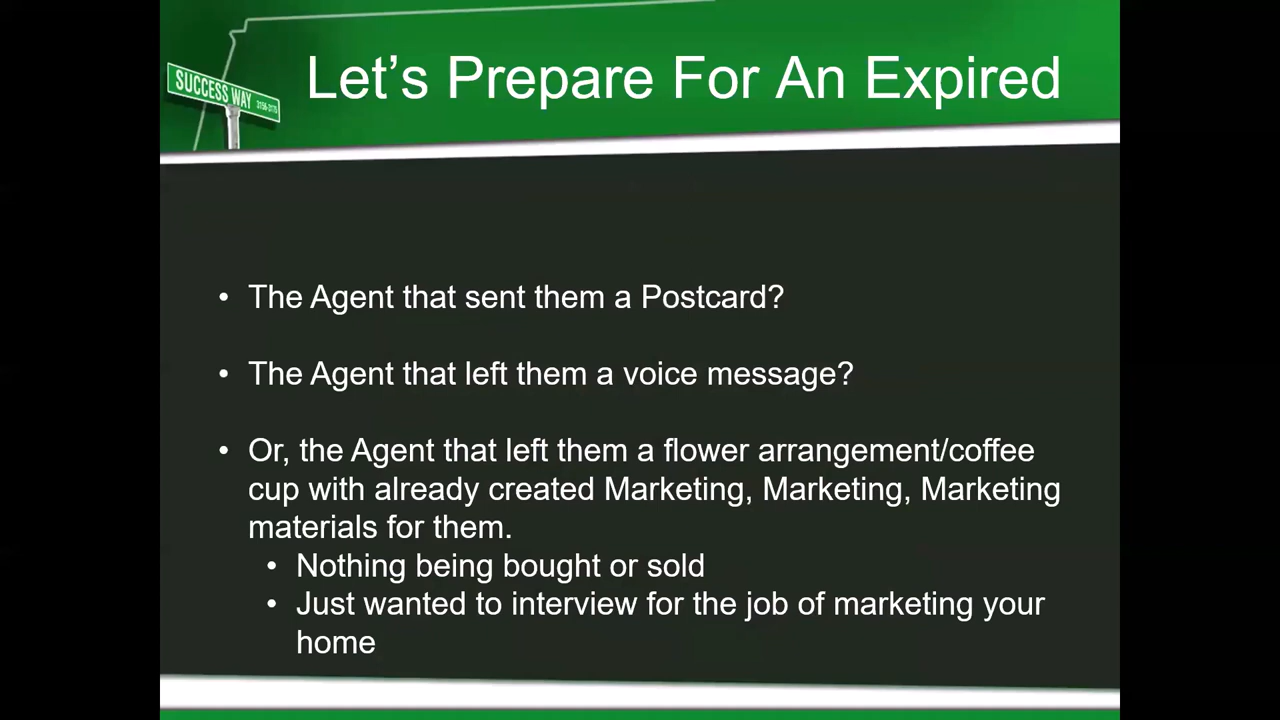 Let's Prepare For An Expired
SUCCESS WAY
• The Agent that sent them a Postcard?
• The Agent that left them a voice message?
• Or, the Agent that left them a flower arrangement/coffee
cup with already created Marketing, Marketing, Marketing
materials for them.
• Nothing being bought or sold
• Just wanted to interview for the job of marketing your
home